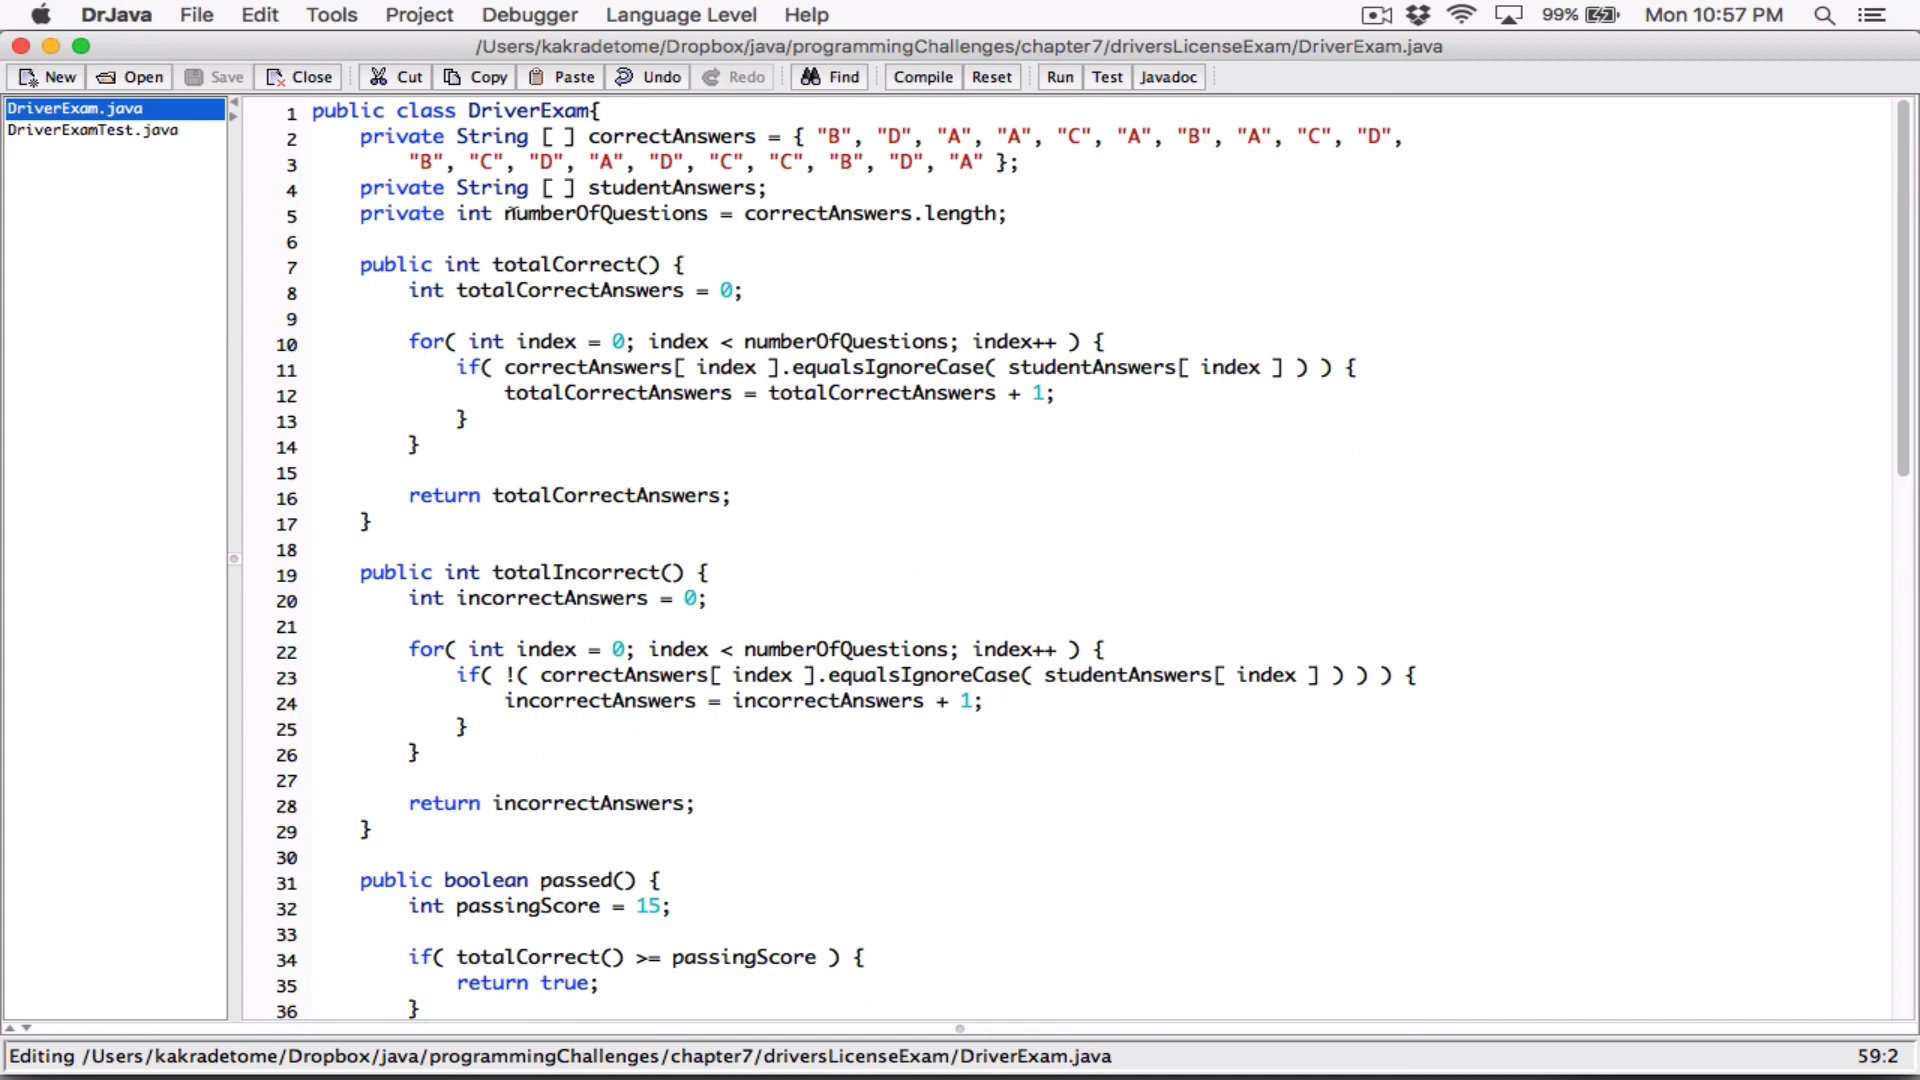 DrJava File Edit Tools Project Debugger Language Level Help 99% Mon 10:57 PM
/Users/kakradetome/Dropbox/java/programmingChallenges/chapter7/driversLicenseExam/DriverExam.java
New Open Save Close Cut Copy Paste Undo Redo Find Compile Reset Run Test Javadoc
DriverExam.java
DriverExamTest.java
1 public class DriverExam{
2 private String [ ] correctAnswers = { "B", "D", "A", "A", "C", "A", "B", "A", "C", "D",
3 "B", "C", "D", "A", "D", "C", "C", "B", "D", "A" };
4 private String [ ] studentAnswers;
5 private int numberOfQuestions = correctAnswers.length;
6
7 public int totalCorrect() {
8 int totalCorrectAnswers = 0;
9
10 for( int index = 0; index < numberOfQuestions; index++ ) {
11 if( correctAnswers[ index ].equalsIgnoreCase( studentAnswers[ index ] ) ) {
12 totalCorrectAnswers = totalCorrectAnswers + 1;
13 }
14 }
15
16 return totalCorrectAnswers;
17 }
18
19 public int totalIncorrect() {
20 int incorrectAnswers = 0;
21
22 for( int index = 0; index < numberOfQuestions; index++ ) {
23 if( !( correctAnswers[ index ].equalsIgnoreCase( studentAnswers[ index ] ) ) ) {
24 incorrectAnswers = incorrectAnswers + 1;
25 }
26 }
27
28 return incorrectAnswers;
29 }
30
31 public boolean passed() {
32 int passingScore = 15;
33
34 if( totalCorrect() >= passingScore ) {
35 return true;
36 }
Editing /Users/kakradetome/Dropbox/java/programmingChallenges/chapter7/driversLicenseExam/DriverExam.java 59:2